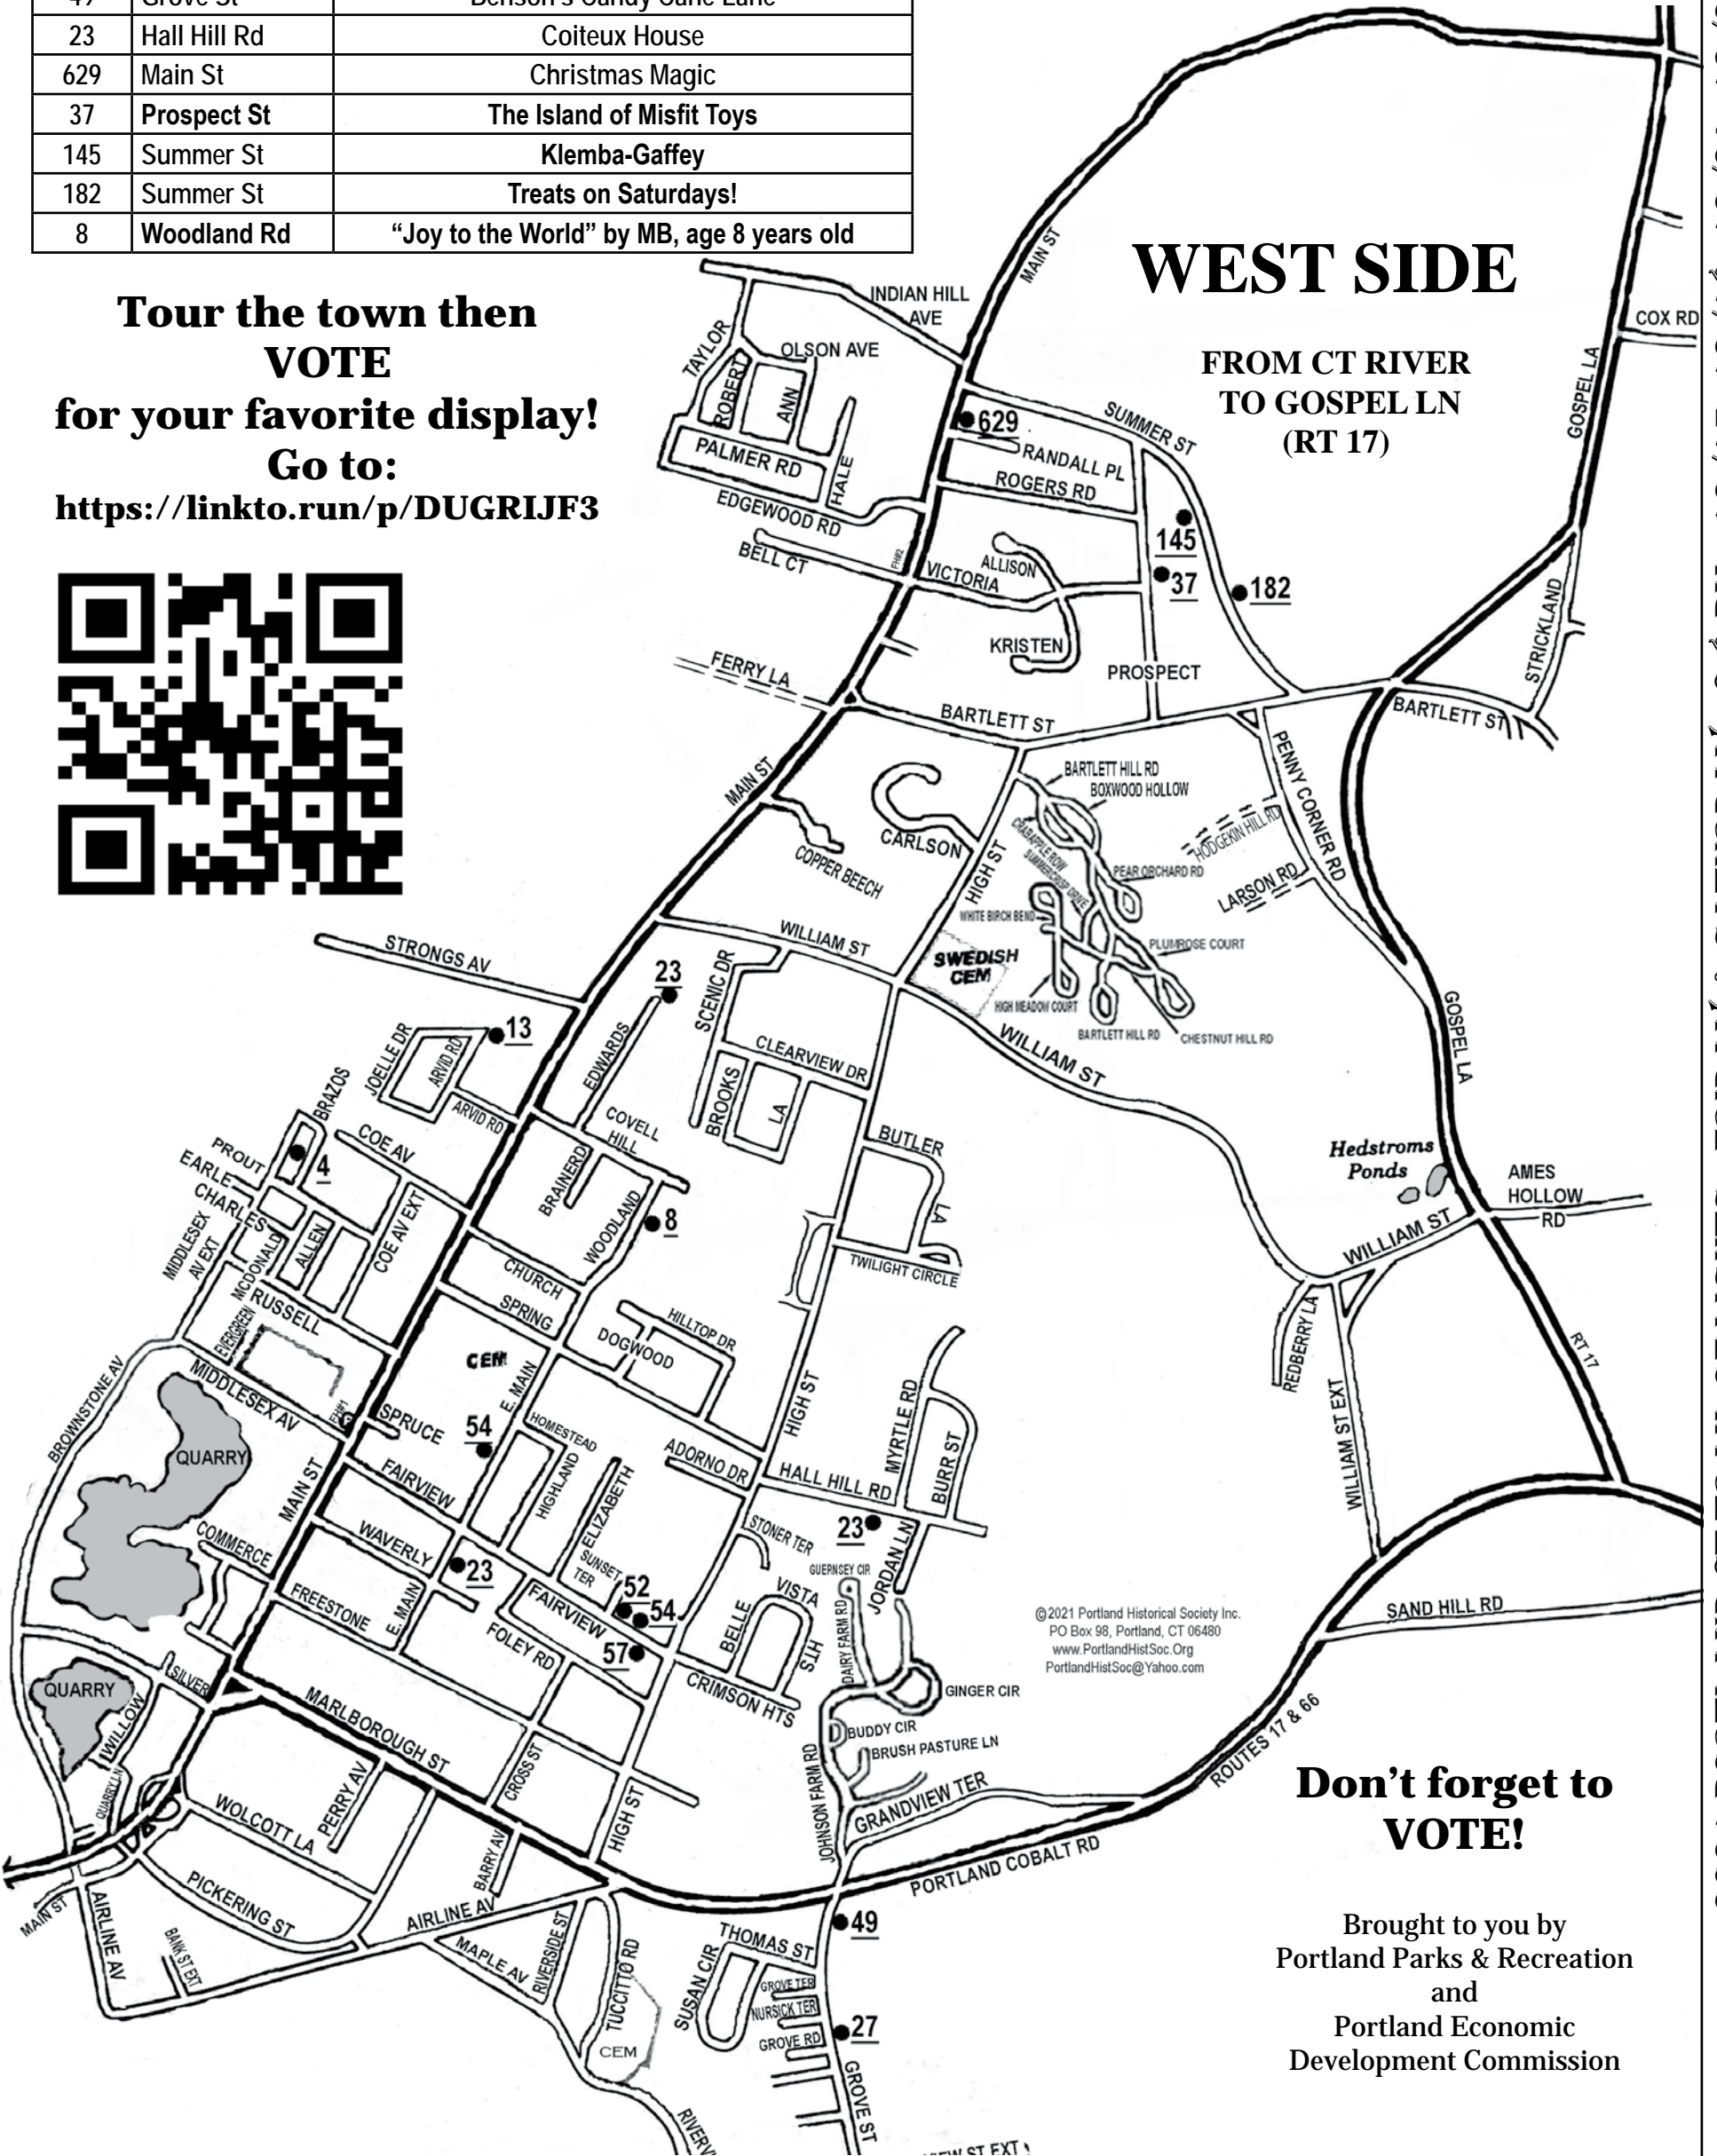 49 Grove St Benson's Candy Cane Lane
23 Hall Hill Rd Coiteux House
629 Main St Christmas Magic
37 Prospect St The Island of Misfit Toys
145 Summer St Klemba-Gaffey
182 Summer St Treats on Saturdays!
8 Woodland Rd “Joy to the World” by MB, age 8 years old
Tour the town then
VOTE
for your favorite display!
Go to:
https://linkto.run/p/DUGRIJF3
WEST SIDE
FROM CT RIVER
TO GOSPEL LN
(RT 17)
MAIN ST
INDIAN HILL
AVE
TAYLOR
OLSON AVE
ROBERT
ANN
PALMER RD
HALE
EDGEWOOD RD
BELL CT
FH#2
629
SUMMER ST
RANDALL PL
ROGERS RD
COX RD
GOSPEL LA
145
37
182
ALLISON
VICTORIA
KRISTEN
PROSPECT
STRICKLAND
FERRY LA
BARTLETT ST
BARTLETT ST
MAIN ST
COPPER BEECH
CARLSON
HIGH ST
BARTLETT HILL RD
BOXWOOD HOLLOW
CRABAPPLE ROW
SUMMERCRISP DRIVE
PEAR ORCHARD RD
WHITE BIRCH BEND
PLUMROSE COURT
HIGH MEADOW COURT
BARTLETT HILL RD
CHESTNUT HILL RD
PENNY CORNER RD
HODGEKIN HILL RD
LARSON RD
WILLIAM ST
SWEDISH
CEM
WILLIAM ST
GOSPEL LA
STRONGS AV
23
SCENIC DR
13
JOELLE DR
ARVID RD
ARVID RD
EDWARDS
CLEARVIEW DR
BROOKS
LA
COVELL
HILL
BRAZOS
COE AV
PROUT
4
EARLE
CHARLES
MIDDLESEX
AV EXT
MCDONALD
ALLEN
COE AV EXT
BRAINERD
WOODLAND
8
BUTLER
LA
TWILIGHT CIRCLE
Hedstroms
Ponds
AMES
HOLLOW
RD
WILLIAM ST
REDBERRY LA
WILLIAM ST EXT
RT 17
RUSSELL
EVERGREEN
CHURCH
SPRING
DOGWOOD
HILLTOP DR
CEM
E. MAIN
MIDDLESEX AV
BROWNSTONE AV
FH#1
SPRUCE
54
HOMESTEAD
HIGHLAND
ELIZABETH
ADORNO DR
HIGH ST
HALL HILL RD
MYRTLE RD
BURR ST
QUARRY
MAIN ST
FAIRVIEW
WAVERLY
COMMERCE
FREESTONE
E. MAIN
23
SUNSET
TER
52
54
FAIRVIEW
57
FOLEY RD
STONER TER
23
JORDAN LN
GUERNSEY CIR
VISTA
BELLE
HTS
DAIRY FARM RD
CRIMSON HTS
GINGER CIR
BUDDY CIR
BRUSH PASTURE LN
©2021 Portland Historical Society Inc.
PO Box 98, Portland, CT 06480
www.PortlandHistSoc.Org
PortlandHistSoc@Yahoo.com
SAND HILL RD
ROUTES 17 & 66
QUARRY
SILVER
WILLOW
QUARRY LN
MARLBOROUGH ST
CROSS ST
HIGH ST
PERRY AV
WOLCOTT LA
BARRY AV
JOHNSON FARM RD
GRANDVIEW TER
PORTLAND COBALT RD
MAIN ST
AIRLINE AV
PICKERING ST
BANK ST EXT
AIRLINE AV
MAPLE AV
RIVERSIDE ST
TUCCITTO RD
CEM
SUSAN CIR
THOMAS ST
49
GROVE TER
NURSICK TER
GROVE RD
27
GROVE ST
Don't forget to
VOTE!
Brought to you by
Portland Parks & Recreation
and
Portland Economic
Development Commission